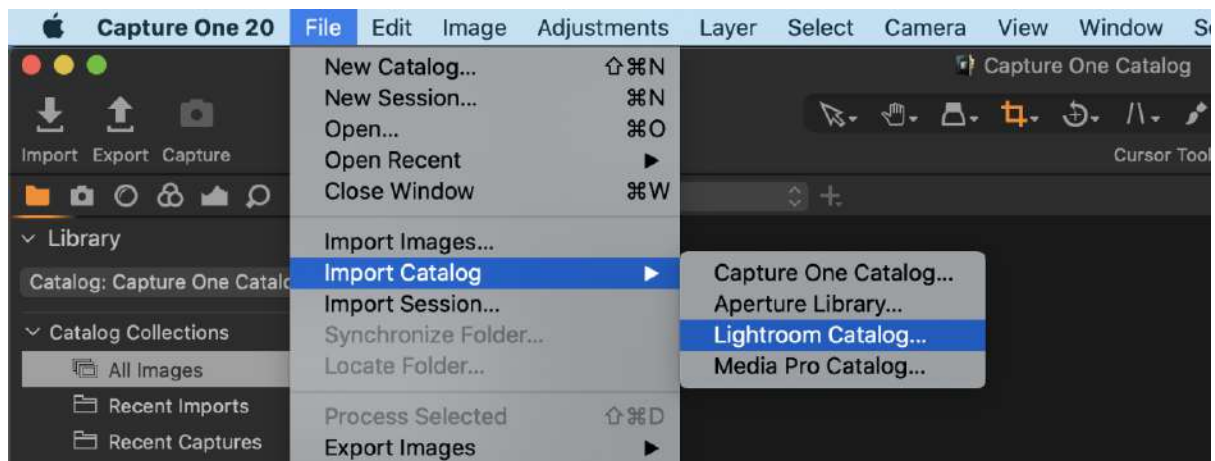 Capture One 20 File Edit Image Adjustments Layer Select Camera View Window
New Catalog... ⇧⌘N
Capture One Catalog
New Session... ⌘N
Open... ⌘O
Import Export Capture
Open Recent ▶
Cursor Tool
Close Window ⌘W
Library
Import Images...
Catalog: Capture One Catalo
Import Catalog ▶
Capture One Catalog...
Import Session...
Aperture Library...
Catalog Collections
Synchronize Folder...
Lightroom Catalog...
All Images
Locate Folder...
Media Pro Catalog...
Recent Imports
Process Selected ⇧⌘D
Recent Captures
Export Images ▶